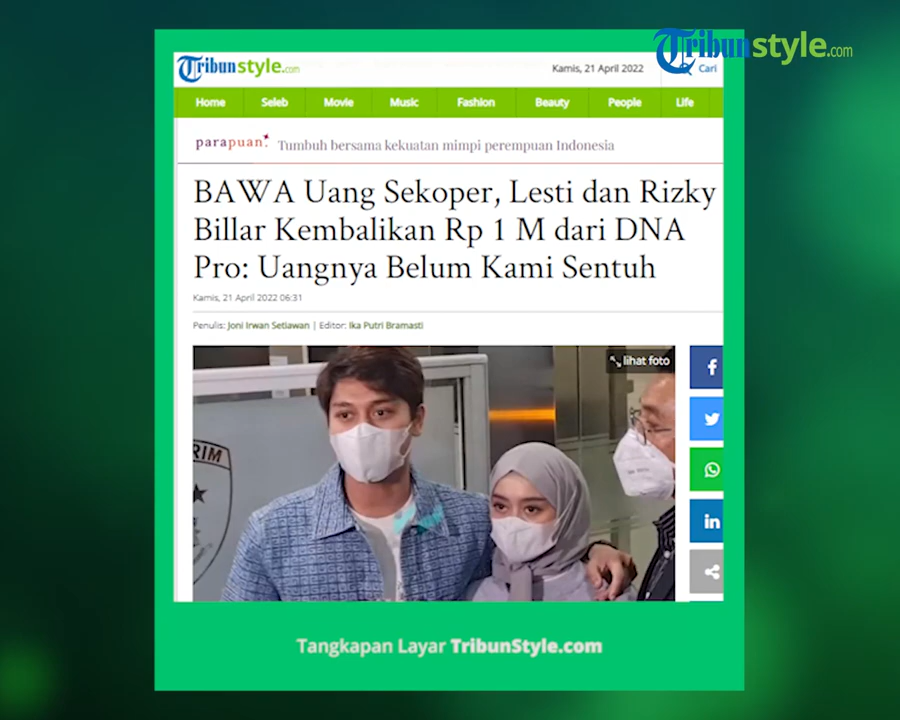 Tribunstyle.com
Tribunstyle.com
Kamis, 21 April 2022
Cari
Home Seleb Movie Music Fashion Beauty People Life
parapuan. Tumbuh bersama kekuatan mimpi perempuan Indonesia
BAWA Uang Sekoper, Lesti dan Rizky
Billar Kembalikan Rp 1 M dari DNA
Pro: Uangnya Belum Kami Sentuh
Kamis, 21 April 2022 06:31
Penulis: Joni Irwan Setiawan | Editor: Ika Putri Bramasti
lihat foto
RIM
Tangkapan Layar TribunStyle.com